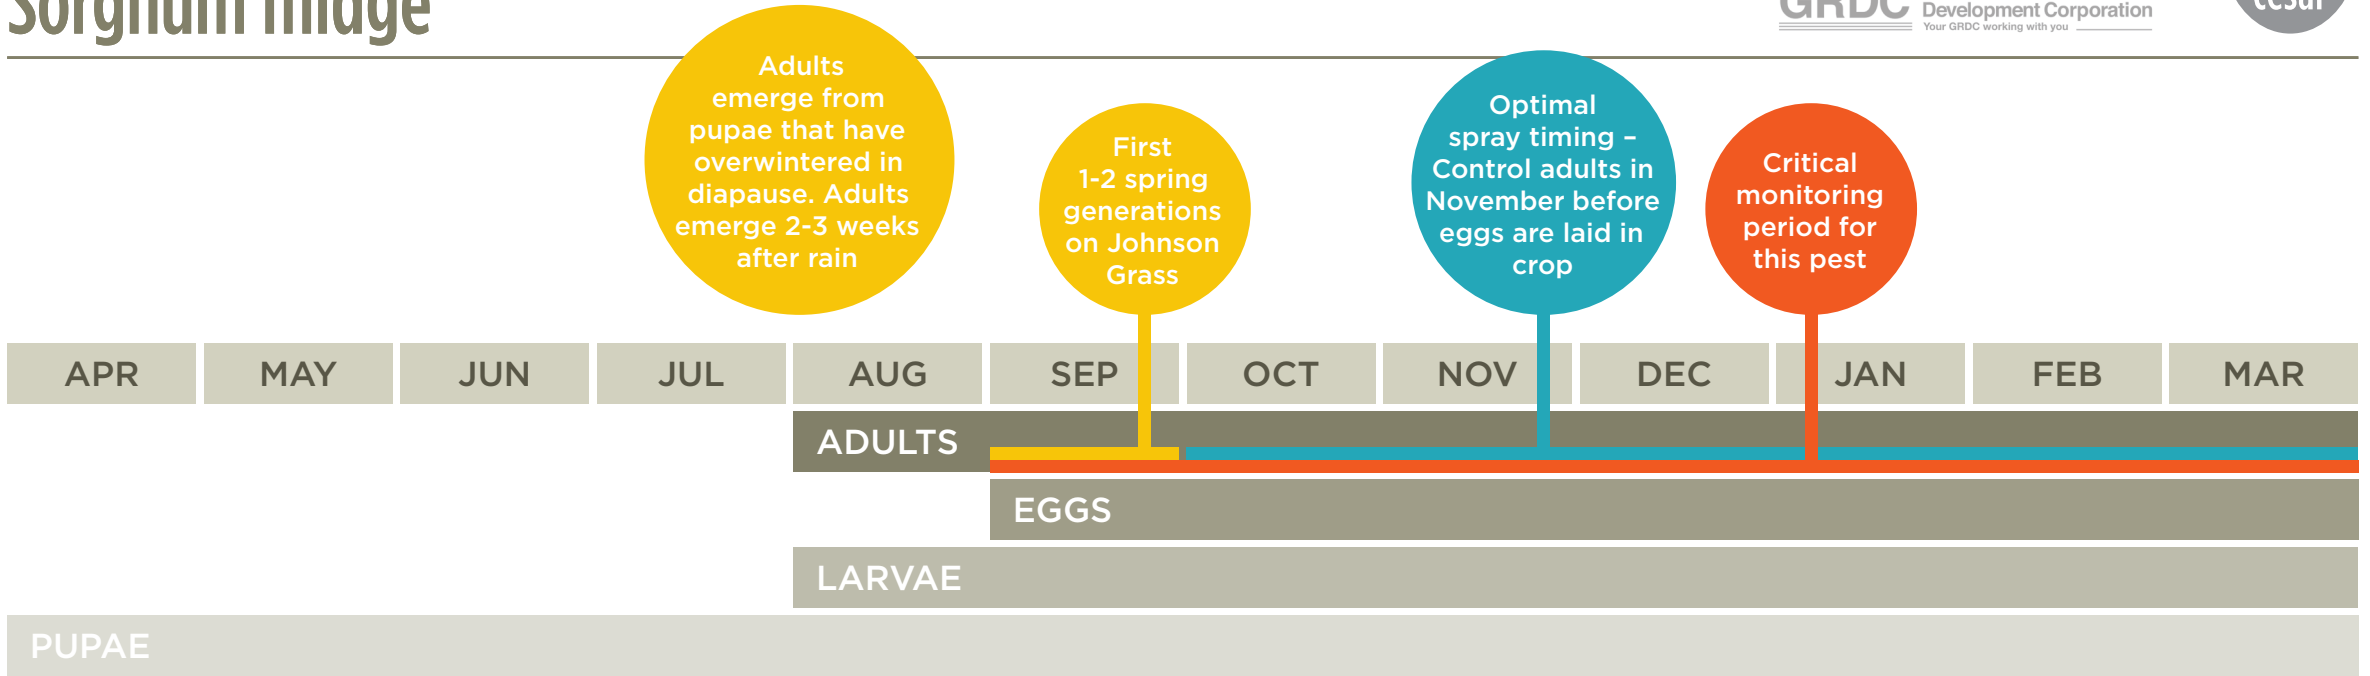 Sorghum midge
GRDC
Development Corporation
Your GRDC working with you
cesar
Adults
emerge from
pupae that have
overwintered in
diapause. Adults
emerge 2-3 weeks
after rain
First
1-2 spring
generations
on Johnson
Grass
Optimal
spray timing –
Control adults in
November before
eggs are laid in
crop
Critical
monitoring
period for
this pest
APR MAY JUN JUL AUG SEP OCT NOV DEC JAN FEB MAR
ADULTS
EGGS
LARVAE
PUPAE